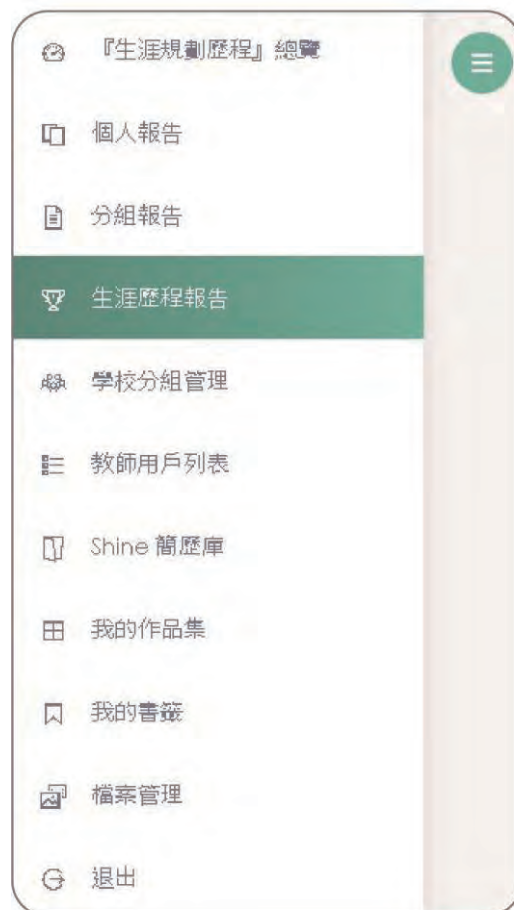 『生涯規劃歷程』總覽
個人報告
分組報告
生涯歷程報告
學校分組管理
教師用戶列表
Shine 簡歷庫
我的作品集
我的書籤
檔案管理
退出